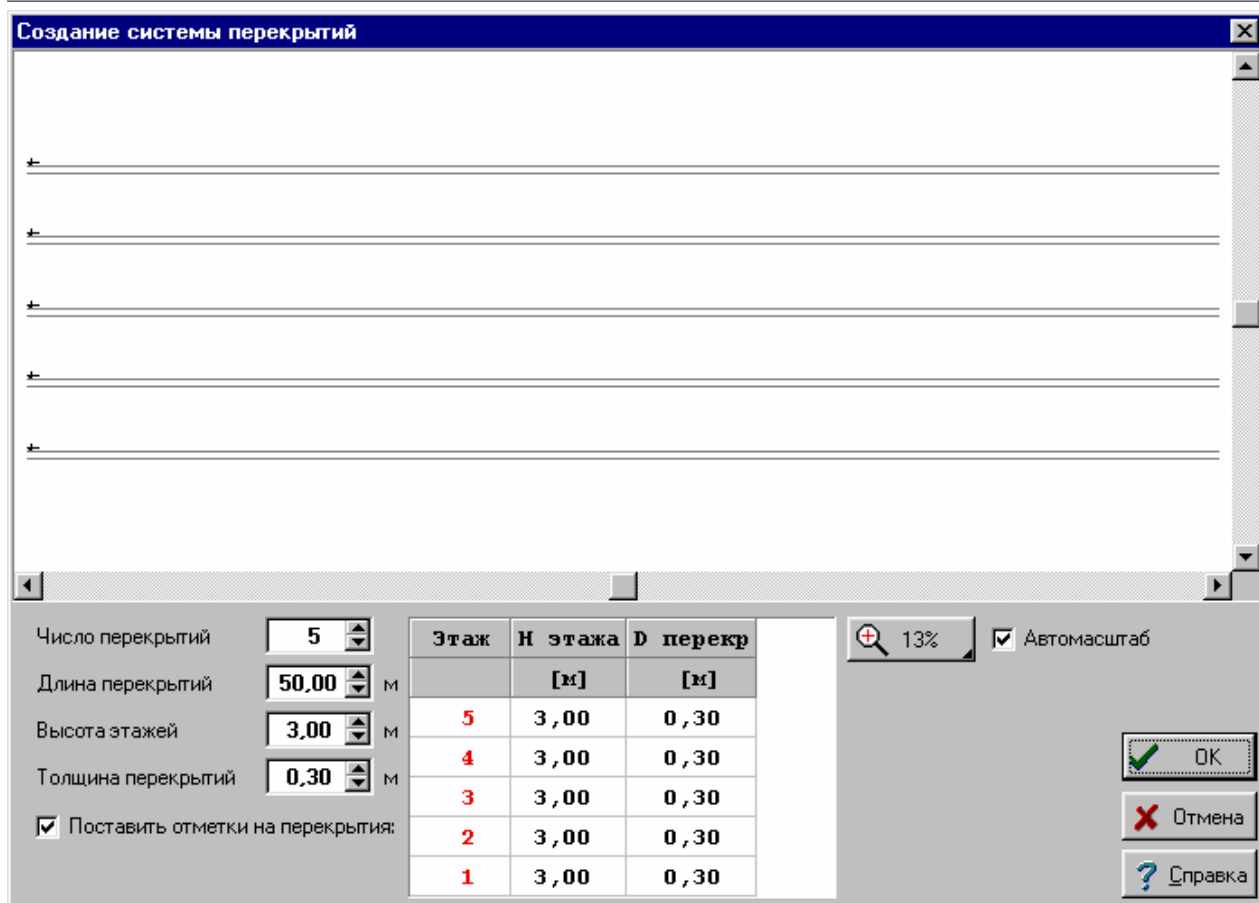 Создание системы перекрытий
Число перекрытий 5
Длина перекрытий 50,00 м
Высота этажей 3,00 м
Толщина перекрытий 0,30 м
Поставить отметки на перекрытия:
Этаж H этажа D перекр
[м] [м]
5 3,00 0,30
4 3,00 0,30
3 3,00 0,30
2 3,00 0,30
1 3,00 0,30
13% Автомасштаб
OK
Отмена
Справка